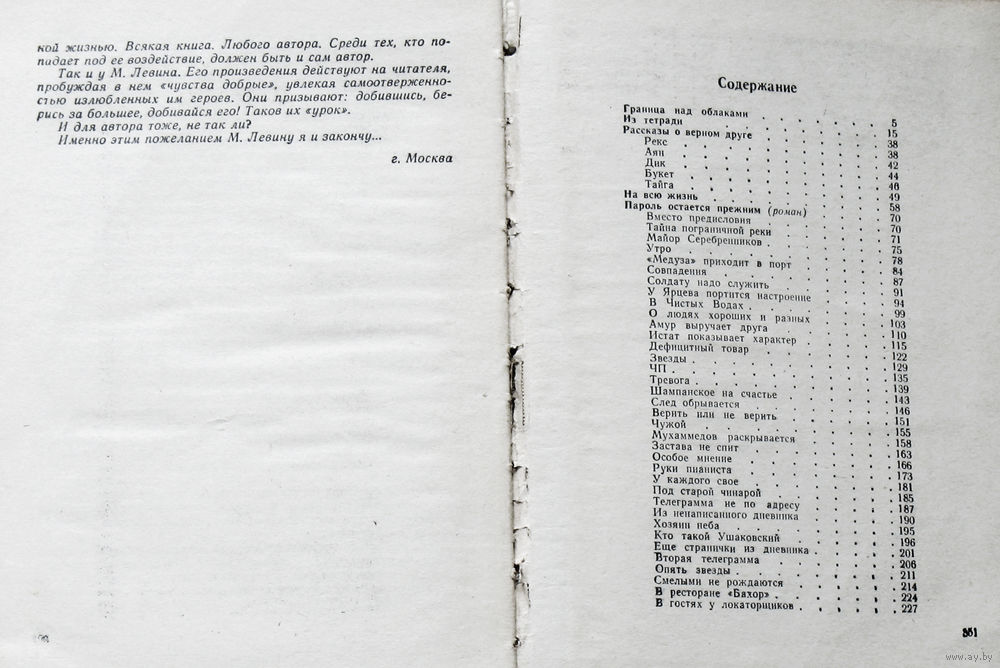 кой жизнью. Всякая книга. Любого автора. Среди тех, кто по-
падает под ее воздействие, должен быть и сам автор.
Так и у М. Левина. Его произведения действуют на читателя,
пробуждая в нем «чувства добрые», увлекая самоотверженно-
стью излюбленных им героев. Они призывают: добившись, бе-
рись за большее, добивайся его! Таков их «урок».
И для автора тоже, не так ли?
Именно этим пожеланием М. Левину я и закончу...
г. Москва
Содержание
Граница над облаками . . . . . . 5
Из тетради . . . . . . 15
Рассказы о верном друге . . . . . . 38
Рекс . . . . . . 38
Аян . . . . . . 42
Дик . . . . . . 44
Букет . . . . . . 46
Тайга . . . . . . 49
На всю жизнь . . . . . . 58
Пароль остается прежним (роман) . . . . 70
Вместо предисловия . . . . . . 70
Тайна пограничной реки . . . . . . 71
Майор Серебренников . . . . . . 75
Утро . . . . . . 78
«Медуза» приходит в порт . . . . . 84
Совпадения . . . . . . 87
Солдату надо служить . . . . . . 91
У Ярцева портится настроение . . . . 94
В Чистых Водах . . . . . . 99
О людях хороших и разных . . . . 103
Амур выручает друга . . . . . 110
Истат показывает характер . . . . 115
Дефицитный товар . . . . . . 122
Звезды . . . . . . 129
ЧП . . . . . . 135
Тревога . . . . . . 139
Шампанское на счастье . . . . . 143
След обрывается . . . . . . 146
Верить или не верить . . . . . 151
Чужой . . . . . . 155
Мухаммедов раскрывается . . . . 158
Застава не спит . . . . . . 163
Особое мнение . . . . . . 166
Руки пианиста . . . . . . 173
У каждого свое . . . . . . 181
Под старой чинарой . . . . . 185
Телеграмма не по адресу . . . . 187
Из ненаписанного дневника . . . . 190
Хозяин неба . . . . . . 195
Кто такой Ушаковский . . . . . 196
Еще странички из дневника . . . . 201
Вторая телеграмма . . . . . 206
Опять звезды . . . . . . 211
Смелыми не рождаются . . . . . 214
В ресторане «Бахор» . . . . . 224
В гостях у локаторщиков . . . . 227
351
www.ay.by